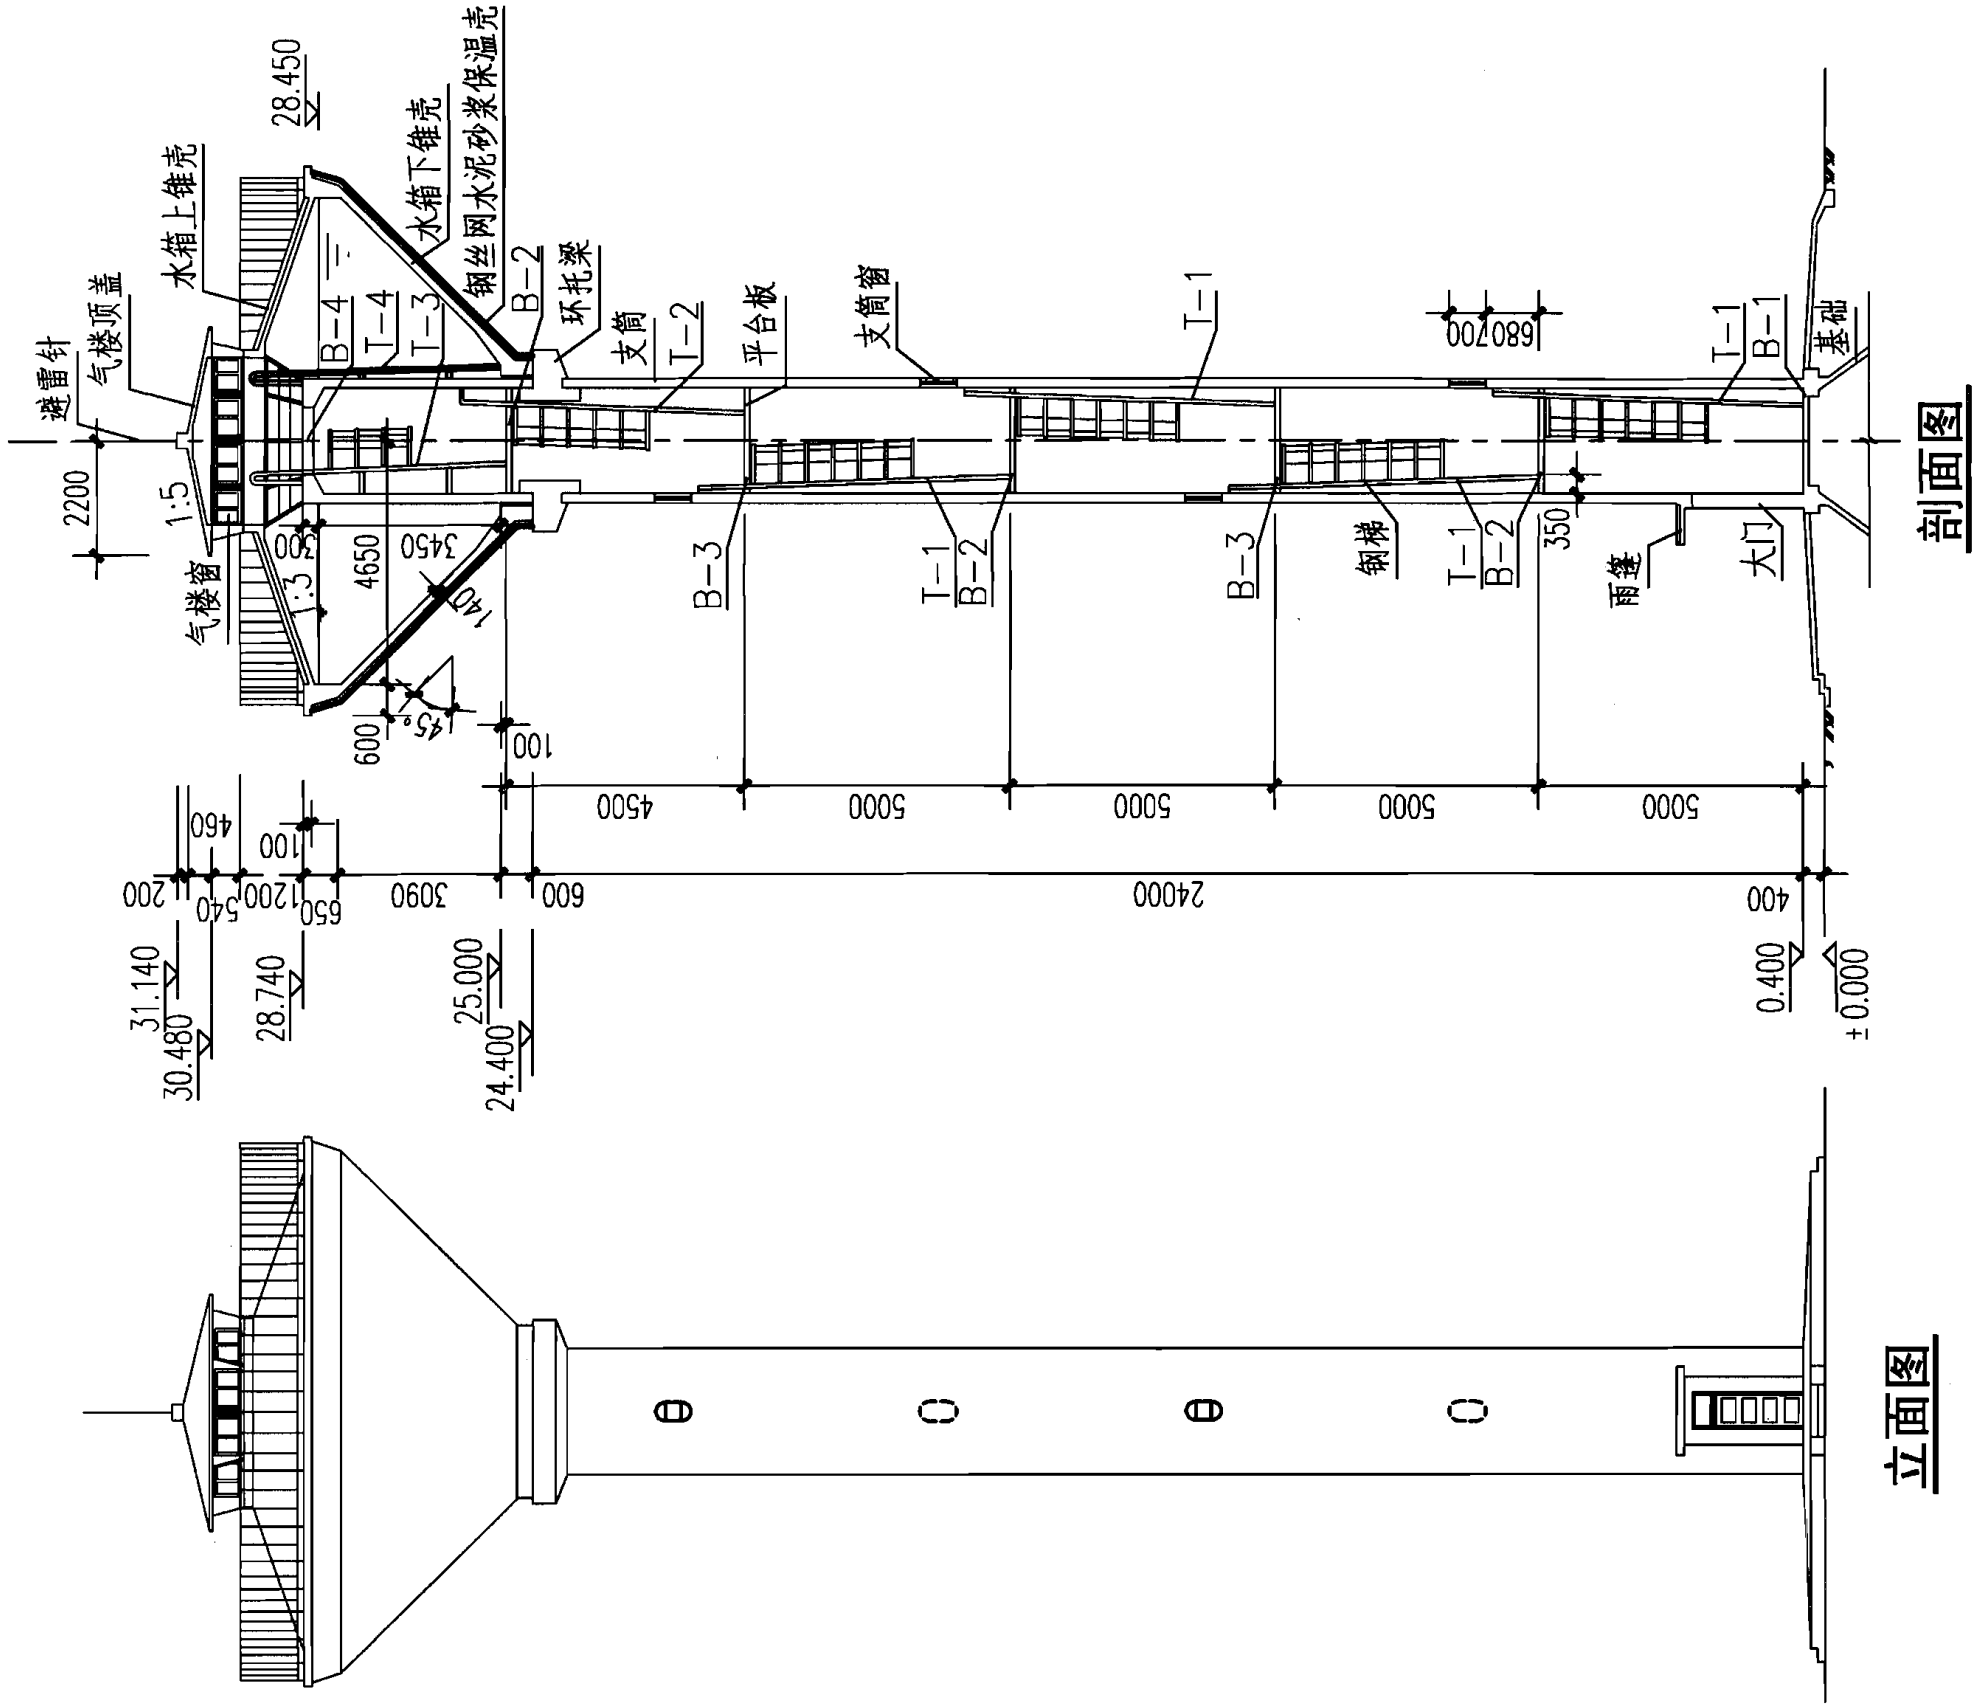 避雷针
气楼顶盖
水箱上锥壳
28.450
2200
1:5
气楼窗
1:3
300
4650
3450
140
600
45°
100
B-4
T-4
T-3
水箱下锥壳
钢丝网水泥砂浆保温壳
B-2
环托梁
支筒
T-2
平台板
支筒窗
T-1
680
700
T-1
B-1
基础
B-3
T-1
B-2
B-3
钢梯
T-1
B-2
350
雨篷
大门
4500
5000
5000
5000
5000
200
460
540
1200
100
650
3090
600
24000
400
31.140
30.480
28.740
25.000
24.400
0.400
±0.000
立面图
剖面图